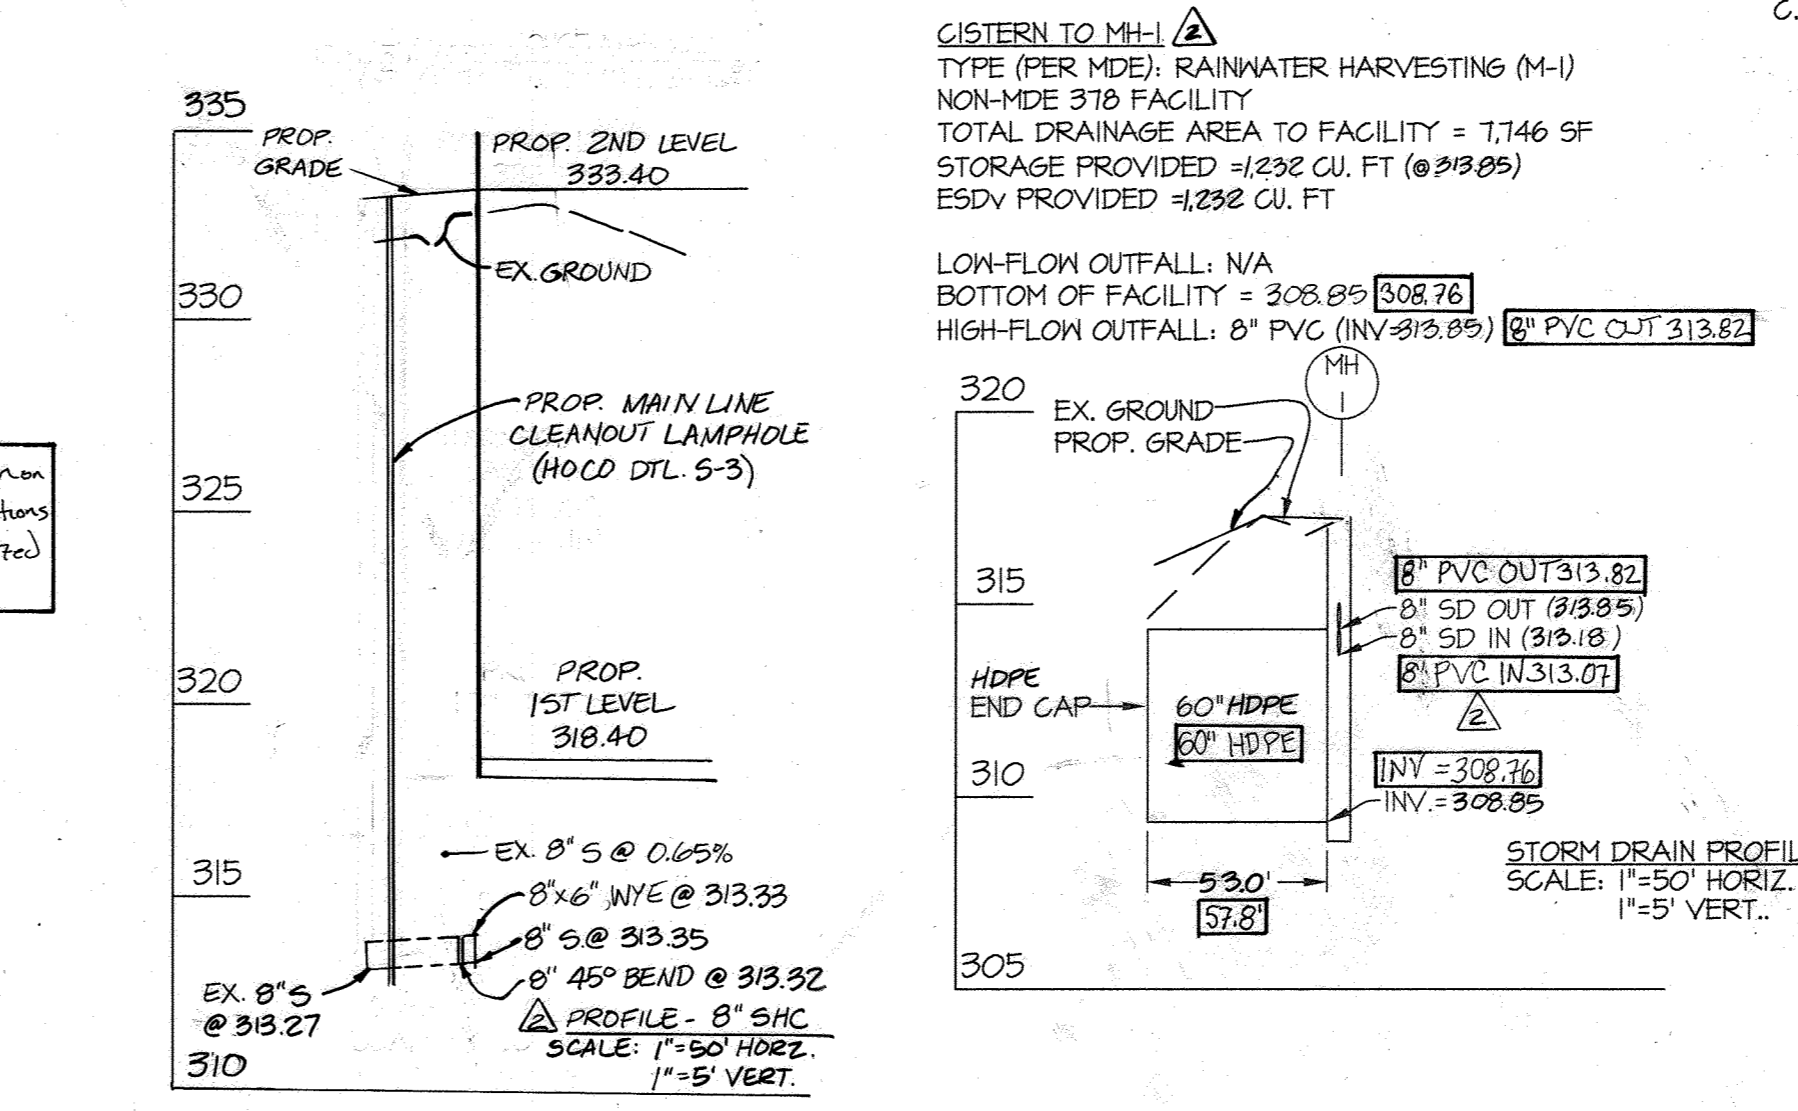 335
PROP.
GRADE
PROP. 2ND LEVEL
333.40
EX. GROUND
330
PROP. MAIN LINE
CLEANOUT LAMPHOLE
(HOCO DTL. S-3)
325
320
PROP.
1ST LEVEL
318.40
EX. 8" S @ 0.65%
315
8"x6" WYE @ 313.33
8" S.@ 313.35
8" 45° BEND @ 313.32
EX. 8"S
@ 313.27
2 PROFILE - 8" SHC
SCALE: 1"=50' HORZ.
1"=5' VERT.
310
CISTERN TO MH-1 2
TYPE (PER MDE): RAINWATER HARVESTING (M-1)
NON-MDE 378 FACILITY
TOTAL DRAINAGE AREA TO FACILITY = 7,746 SF
STORAGE PROVIDED =1,232 CU. FT (@313.85)
ESDv PROVIDED =1,232 CU. FT
LOW-FLOW OUTFALL: N/A
BOTTOM OF FACILITY = 308.85 308.76
HIGH-FLOW OUTFALL: 8" PVC (INV=313.85) 8" PVC OUT 313.82
MH
320
EX. GROUND
PROP. GRADE
315
8" PVC OUT 313.82
8" SD OUT (313.85)
8" SD IN (313.18)
8" PVC IN 313.07
2
HDPE
END CAP
60" HDPE
60" HDPE
310
INV = 308.76
INV. = 308.85
53.0'
57.8'
305
STORM DRAIN PROFIL
SCALE: 1"=50' HORIZ.
1"=5' VERT..
C.